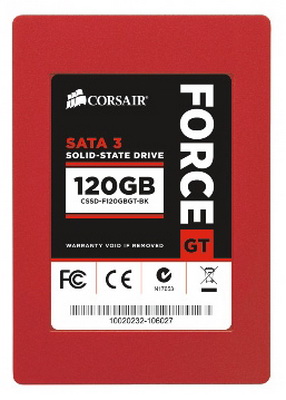 CORSAIR
SATA 3
SOLID-STATE DRIVE
120GB
CSSD-F120GBGT-BK
WARRANTY VOID IF REMOVED
FORCE
GT
FC CE
N17053
10020232-106027